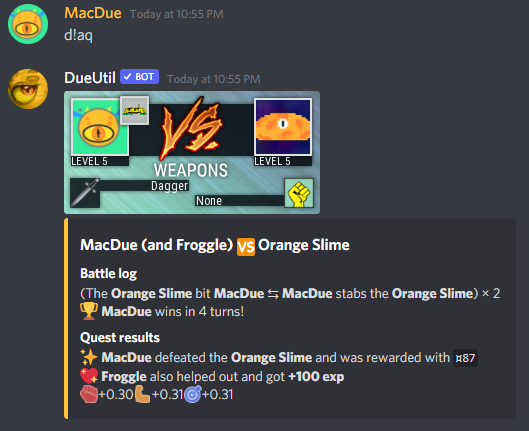 MacDue Today at 10:55 PM
d!aq
DueUtil ✓ BOT Today at 10:55 PM
VS.
LEVEL 5
LEVEL 5
WEAPONS
Dagger
None
MacDue (and Froggle) 🆚 Orange Slime
Battle log
(The Orange Slime bit MacDue ⇆ MacDue stabs the Orange Slime) × 2
🏆 MacDue wins in 4 turns!
Quest results
✨ MacDue defeated the Orange Slime and was rewarded with ¤87
💖 Froggle also helped out and got +100 exp
+0.30 +0.31 +0.31